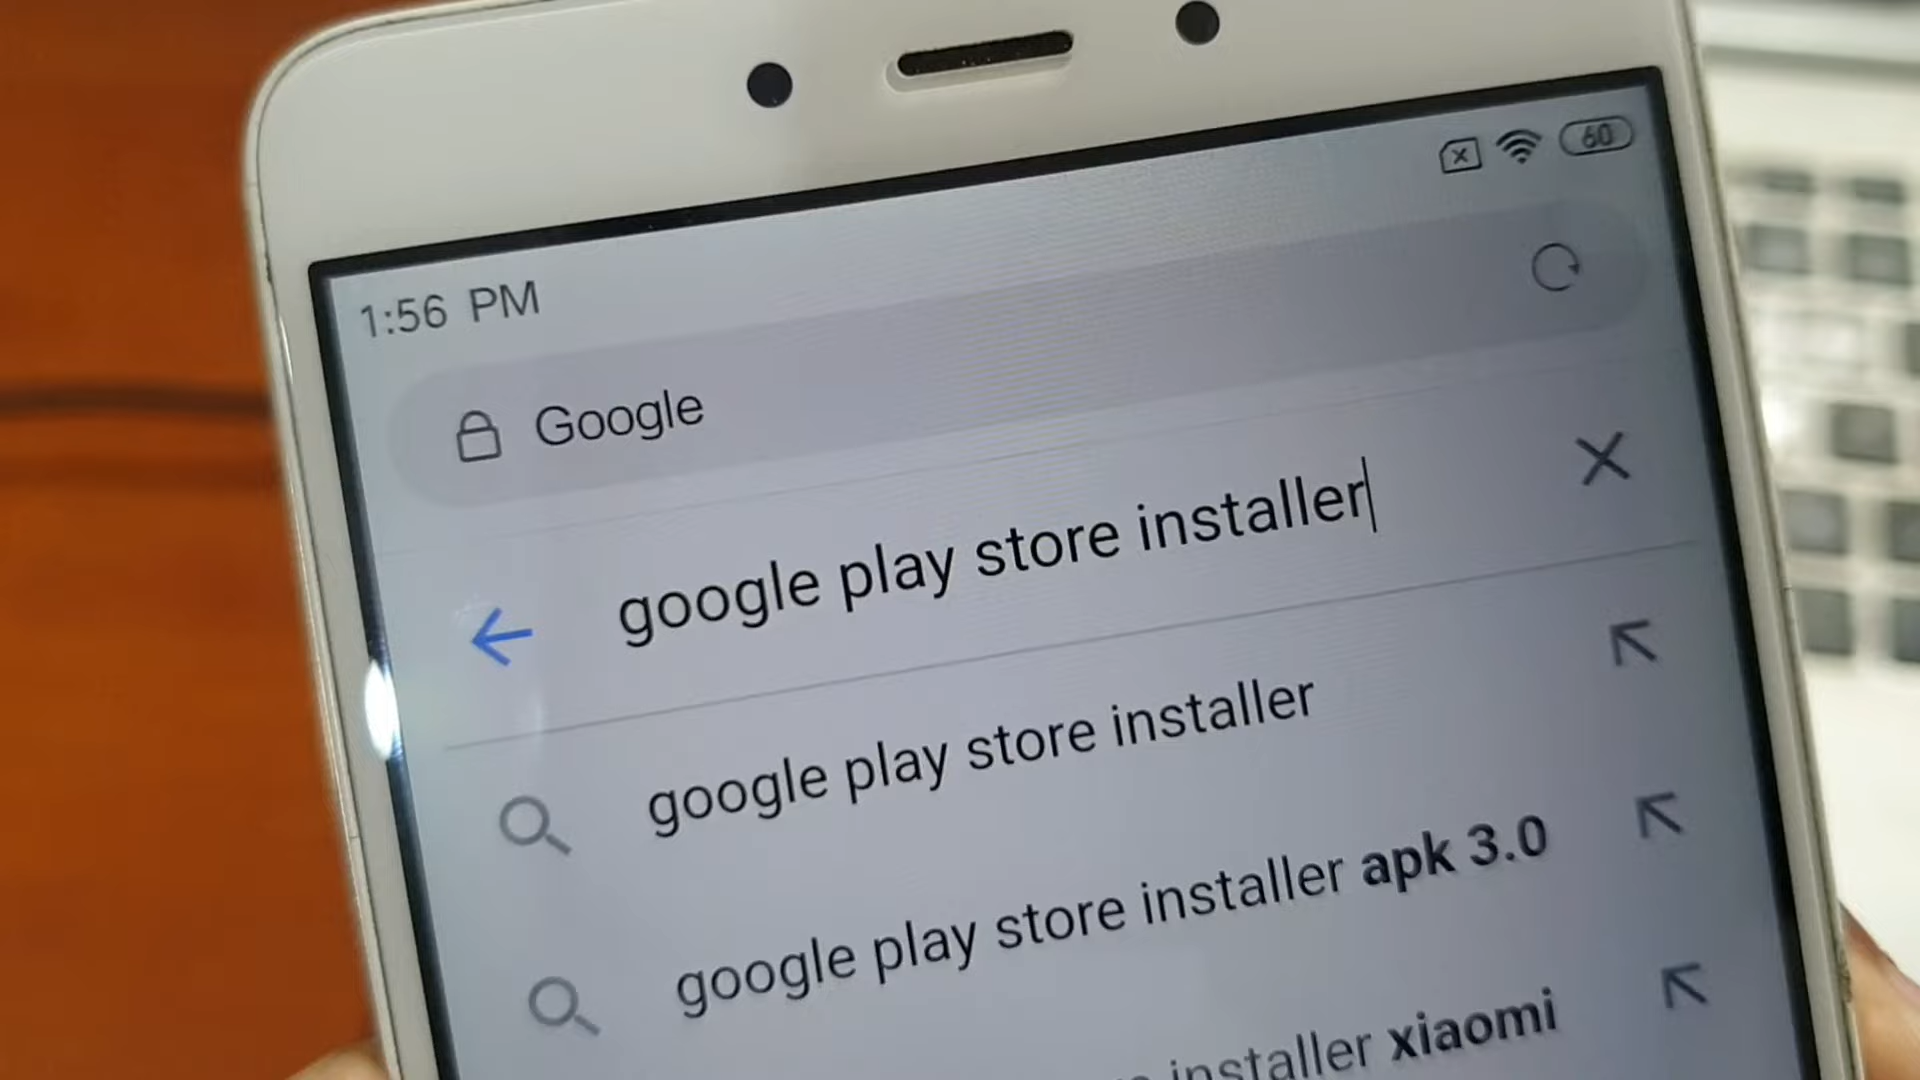 60
1:56 PM
Google
google play store installer
google play store installer
google play store installer apk 3.0
installer xiaomi